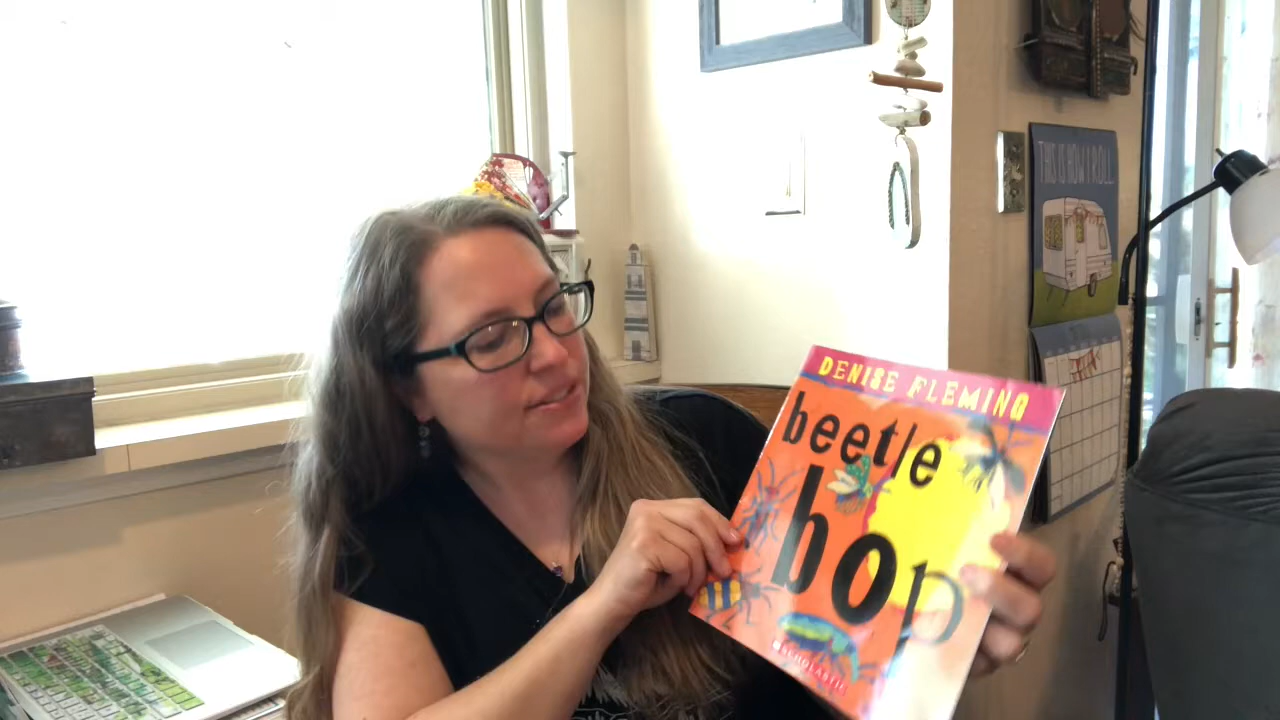 THIS IS HOW I ROLL
DENISE FLEMING
beetle
bop
SCHOLASTIC